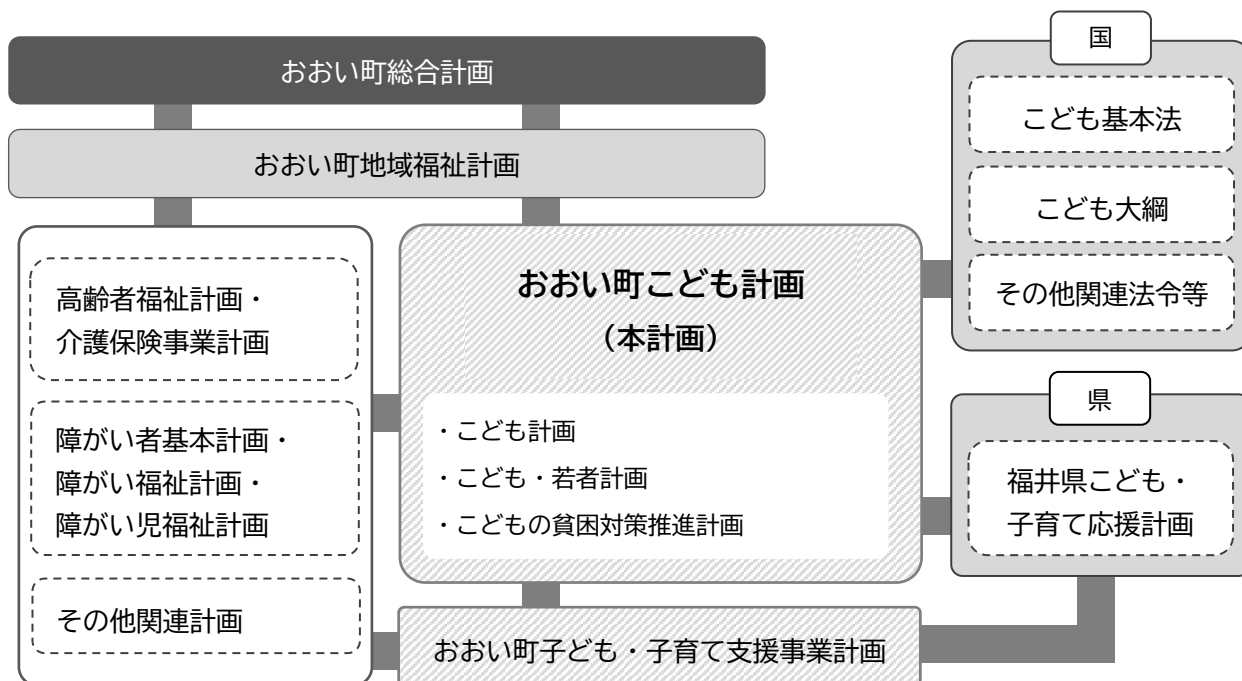 おおい町総合計画
おおい町地域福祉計画
高齢者福祉計画・
介護保険事業計画
障がい者基本計画・
障がい福祉計画・
障がい児福祉計画
その他関連計画
おおい町こども計画
（本計画）
・こども計画
・こども・若者計画
・こどもの貧困対策推進計画
おおい町子ども・子育て支援事業計画
国
こども基本法
こども大綱
その他関連法令等
県
福井県こども・
子育て応援計画